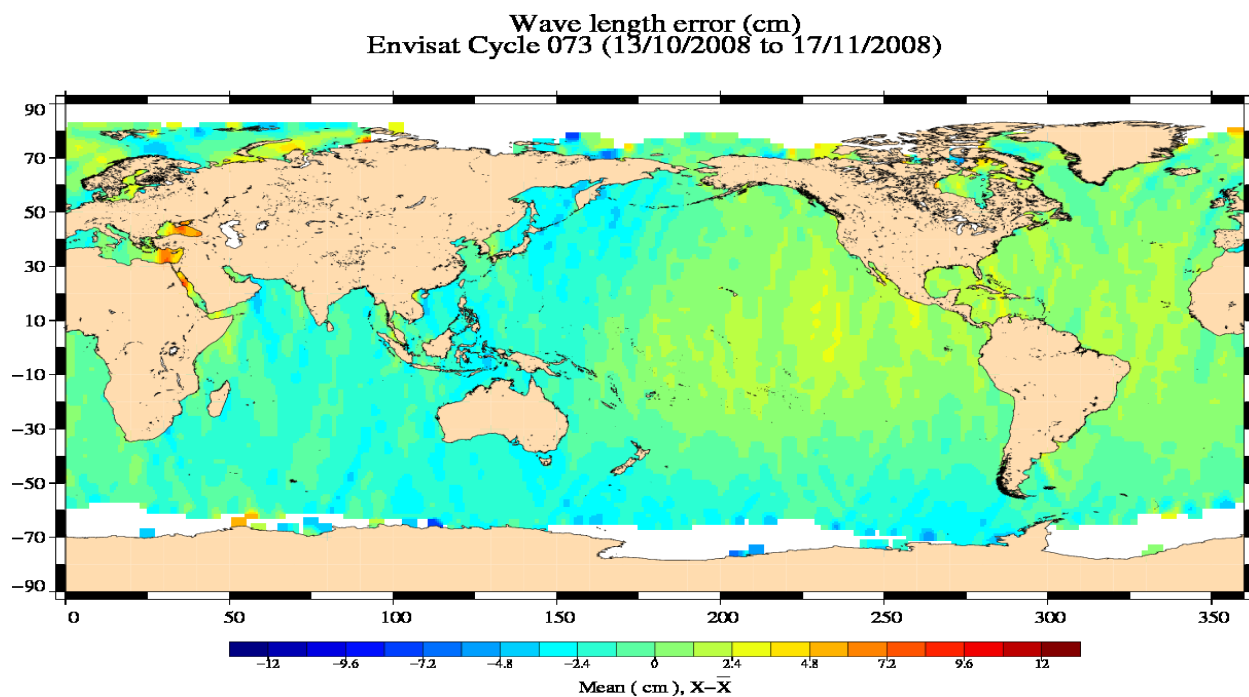 Wave length error (cm)
Envisat Cycle 073 (13/10/2008 to 17/11/2008)
90
70
50
30
10
−10
−30
−50
−70
−90
0 50 100 150 200 250 300 350
−12 −9.6 −7.2 −4.8 −2.4 0 2.4 4.8 7.2 9.6 12
Mean ( cm ), X−X̄